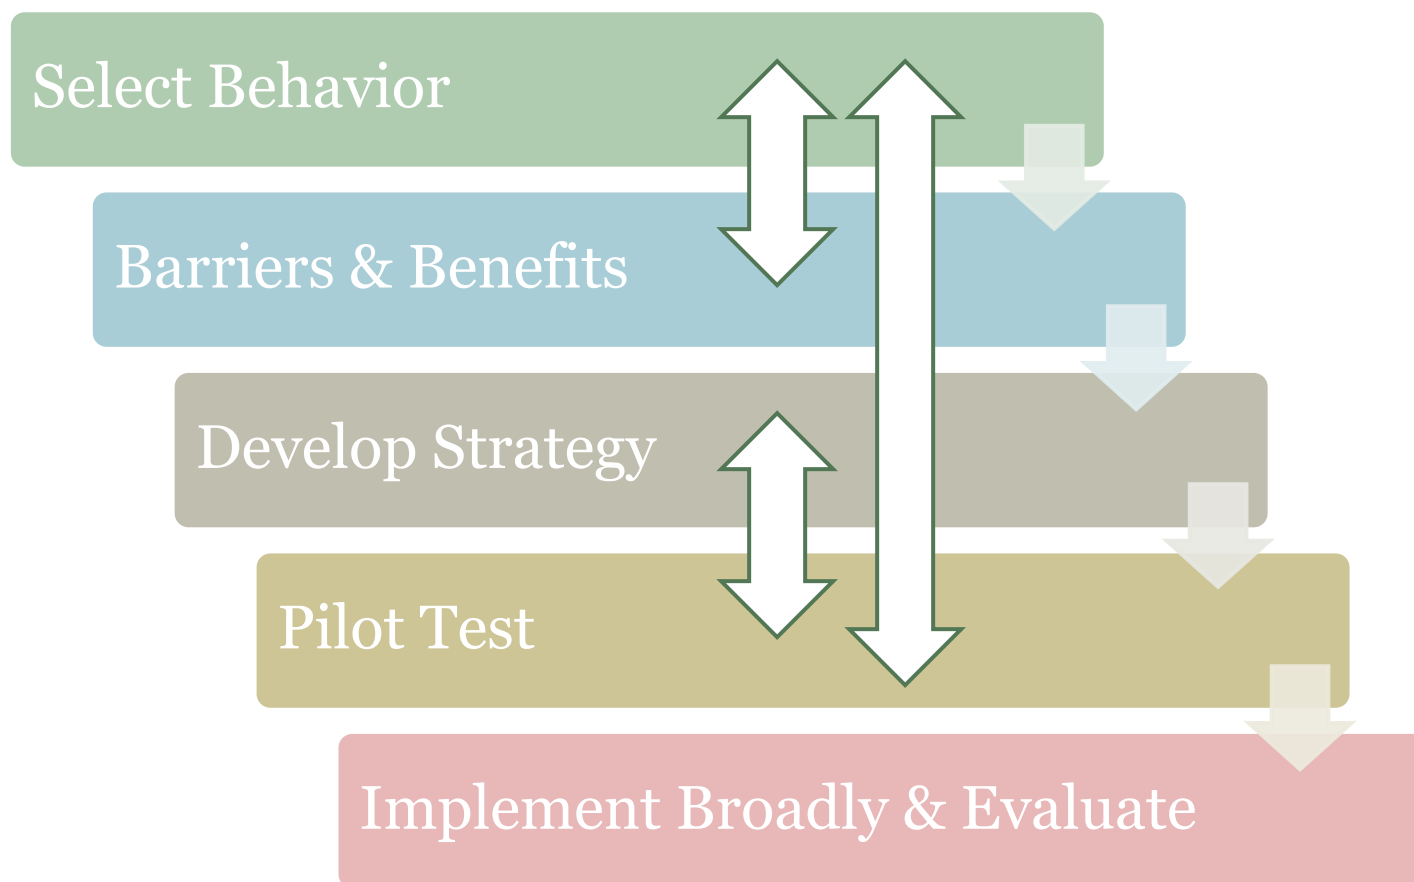 Select Behavior
Barriers & Benefits
Develop Strategy
Pilot Test
Implement Broadly & Evaluate